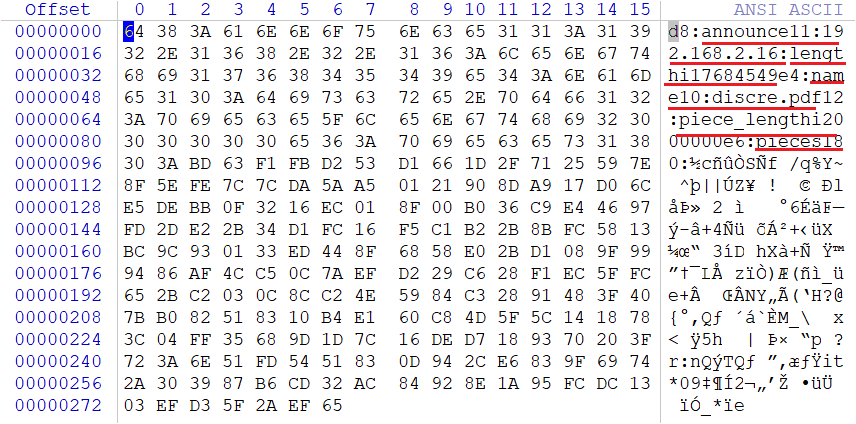 Offset 0 1 2 3 4 5 6 7 8 9 10 11 12 13 14 15 ANSI ASCII
00000000 64 38 3A 61 6E 6E 6F 75 6E 63 65 31 31 3A 31 39 d8:announce11:19
00000016 32 2E 31 36 38 2E 32 2E 31 36 3A 6C 65 6E 67 74 2.168.2.16:lengt
00000032 68 69 31 37 36 38 34 35 34 39 65 34 3A 6E 61 6D hi17684549e4:nam
00000048 65 31 30 3A 64 69 73 63 72 65 2E 70 64 66 31 32 e10:discre.pdf12
00000064 3A 70 69 65 63 65 5F 6C 65 6E 67 74 68 69 32 30 :piece_lengthi20
00000080 30 30 30 30 30 65 36 3A 70 69 65 63 65 73 31 38 00000e6:pieces18
00000096 30 3A BD 63 F1 FB D2 53 D1 66 1D 2F 71 25 59 7E 0:½cñûÒSÑf /q%Y~
00000112 8F 5E FE 7C 7C DA 5A A5 01 21 90 8D A9 17 D0 6C ^þ||ÚZ¥ ! © Ðl
00000128 E5 DE BB 0F 32 16 EC 01 8F 00 B0 36 C9 E4 46 97 åÞ» 2 ì °6ÉäF—
00000144 FD 2D E2 2B 34 D1 FC 16 F5 C1 B2 2B 8B FC 58 13 ý-â+4Ñü õÁ²+‹üX
00000160 BC 9C 93 01 33 ED 44 8F 68 58 E0 2B D1 08 9F 99 ¼œ“ 3íD hXà+Ñ Ÿ™
00000176 94 86 AF 4C C5 0C 7A EF D2 29 C6 28 F1 EC 5F FC ”†¯LÅ zïÒ)Æ(ñì_ü
00000192 65 2B C2 03 0C 8C C2 4E 59 84 C3 28 91 48 3F 40 e+Â ŒÂNY„Ã(‘H?@
00000208 7B B0 82 51 83 10 B4 E1 60 C8 4D 5F 5C 14 18 78 {°‚Qƒ ´á`ÈM_\ x
00000224 3C 04 FF 35 68 9D 1D 7C 16 DE D7 18 93 70 20 3F < ÿ5h | Þ× “p ?
00000240 72 3A 6E 51 FD 54 51 83 0D 94 2C E6 83 9F 69 74 r:nQýTQƒ ”,æƒŸit
00000256 2A 30 39 87 B6 CD 32 AC 84 92 8E 1A 95 FC DC 13 *09‡¶Í2¬„’Ž •üÜ
00000272 03 EF D3 5F 2A EF 65 ïÓ_*ïe